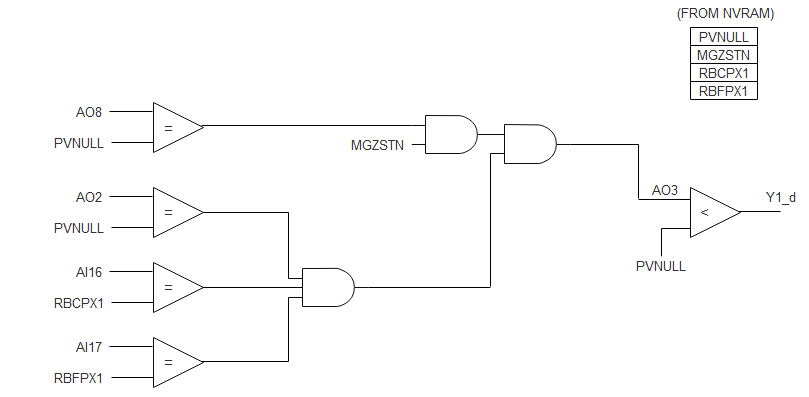 (FROM NVRAM)
PVNULL
MGZSTN
RBCPX1
RBFPX1
AO8
=
PVNULL
MGZSTN
AO2
=
PVNULL
AO3
<
Y1_d
PVNULL
AI16
=
RBCPX1
AI17
=
RBFPX1